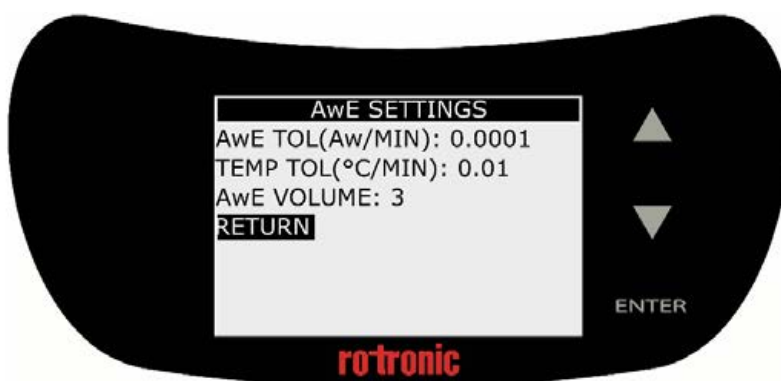 AwE SETTINGS
AwE TOL(Aw/MIN): 0.0001
TEMP TOL(°C/MIN): 0.01
AwE VOLUME: 3
RETURN
ENTER
rotronic